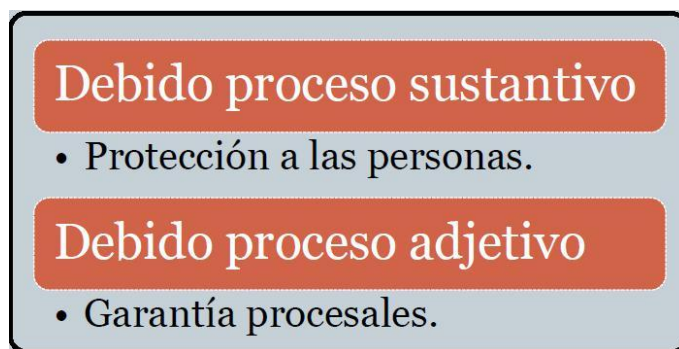 Debido proceso sustantivo
• Protección a las personas.
Debido proceso adjetivo
• Garantía procesales.